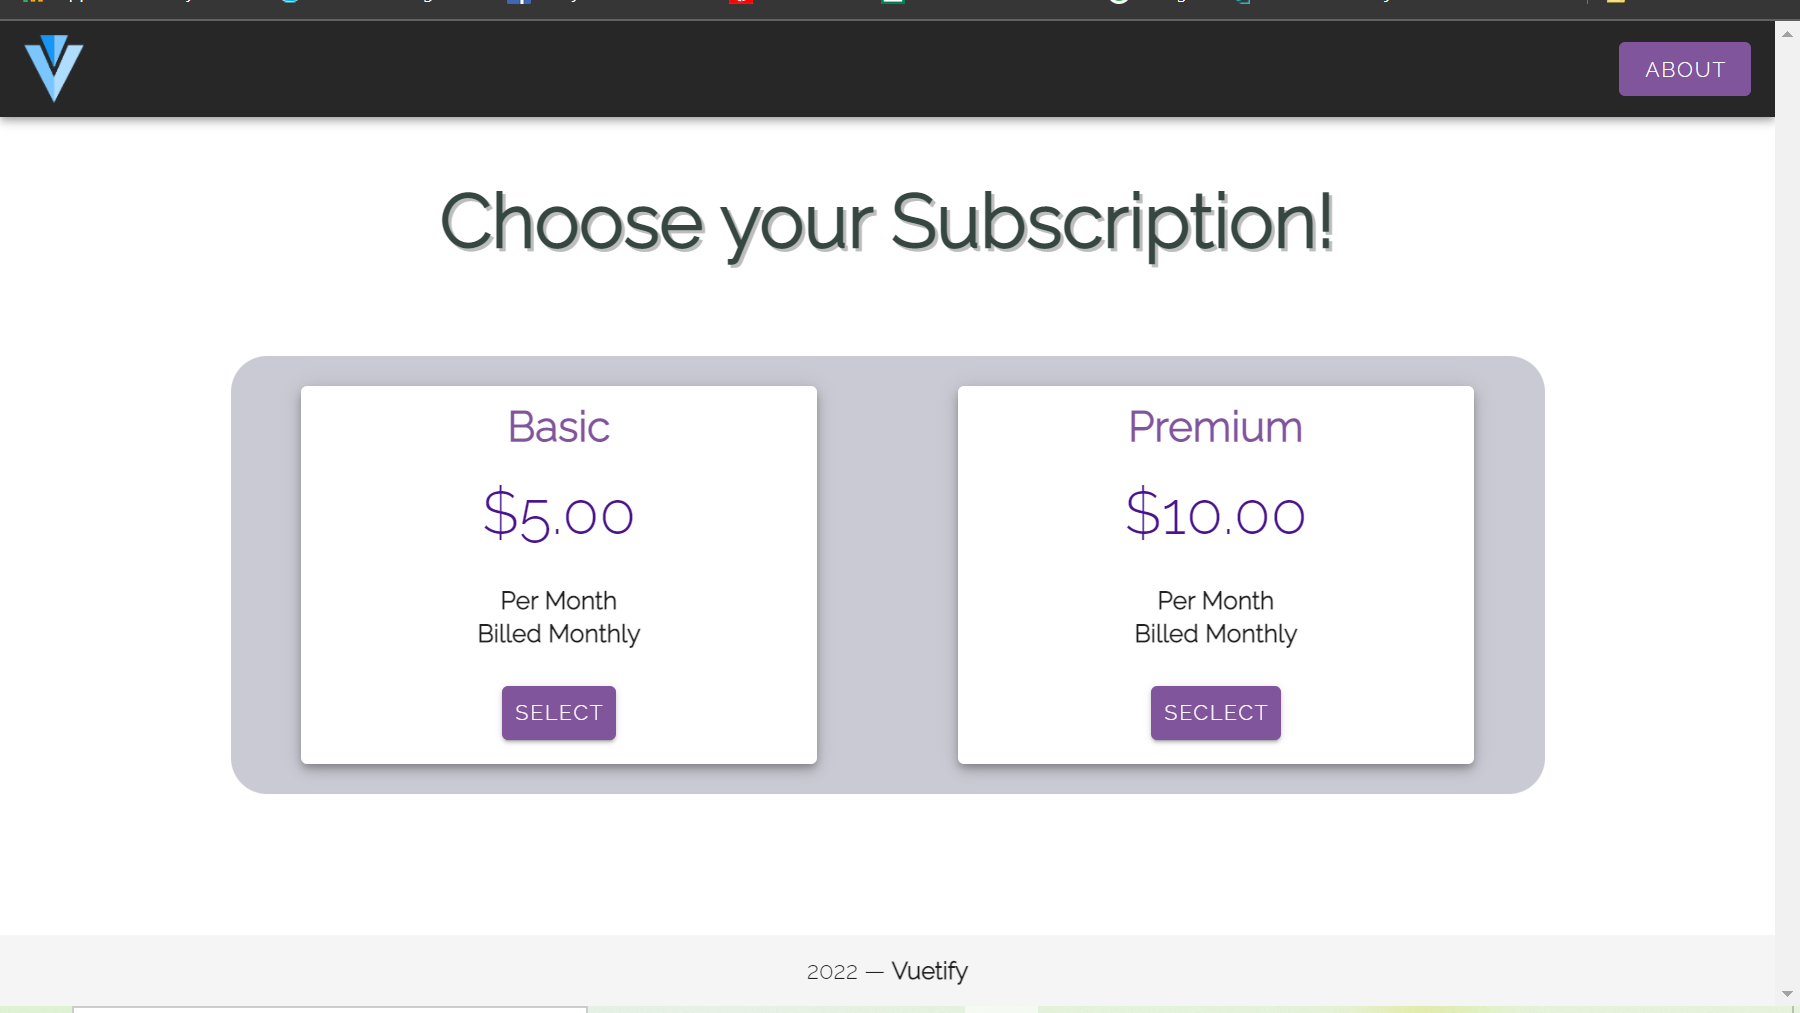 ABOUT
Choose your Subscription!
Basic
$5.00
Per Month
Billed Monthly
SELECT
Premium
$10.00
Per Month
Billed Monthly
SECLECT
2022 — Vuetify